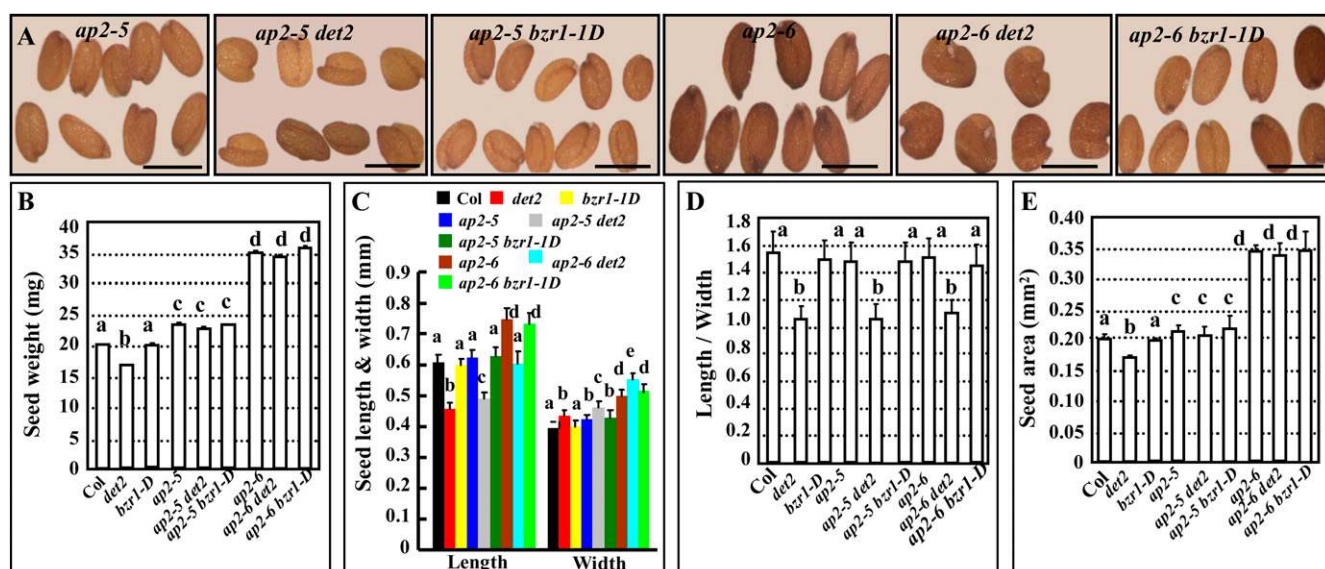 A
ap2-5
ap2-5 det2
ap2-5 bzr1-1D
ap2-6
ap2-6 det2
ap2-6 bzr1-1D
B
Seed weight (mg)
40
35
30
25
20
15
10
5
0
a
b
a
c
c
c
d
d
d
Col
det2
bzr1-D
ap2-5
ap2-5 det2
ap2-5 bzr1-D
ap2-6
ap2-6 det2
ap2-6 bzr1-D
C
Col
det2
bzr1-1D
ap2-5
ap2-5 det2
ap2-5 bzr1-1D
ap2-6
ap2-6 det2
ap2-6 bzr1-1D
Seed length & width (mm)
0.9
0.8
0.7
0.6
0.5
0.4
0.3
0.2
0.1
0
a
b
a
a
c
a
d
a
d
a
b
a
b
c
b
d
e
d
Length
Width
D
Length / Width
1.8
1.6
1.4
1.2
1.0
0.8
0.6
0.4
0.2
0
a
b
a
a
b
a
a
b
a
Col
det2
bzr1-D
ap2-5
ap2-5 det2
ap2-5 bzr1-D
ap2-6
ap2-6 det2
ap2-6 bzr1-D
E
Seed area (mm²)
0.40
0.35
0.30
0.25
0.20
0.15
0.10
0.05
0.00
a
b
a
c
c
c
d
d
d
Col
det2
bzr1-D
ap2-5
ap2-5 det2
ap2-5 bzr1-D
ap2-6
ap2-6 det2
ap2-6 bzr1-D